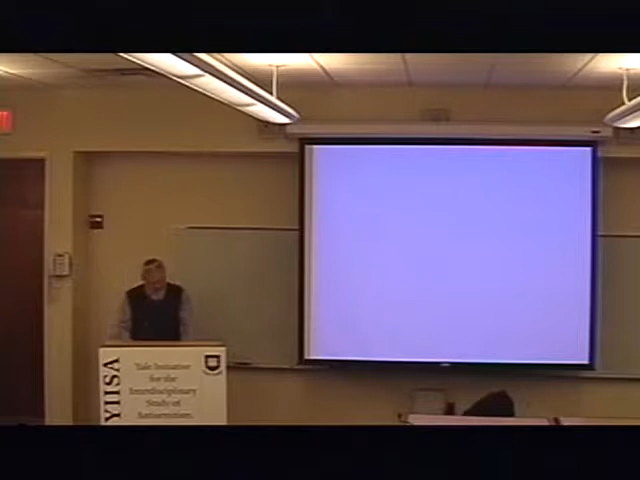 YIISA
Yale Initiative
for the
Interdisciplinary
Study of
Antisemitism